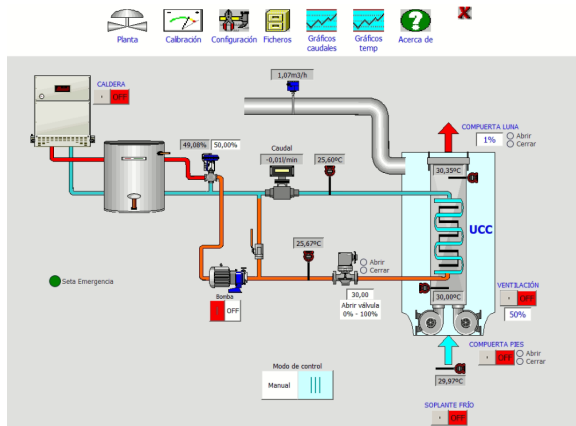 Planta
Calibración
Configuración
Ficheros
Gráficos caudales
Gráficos temp
Acerca de
1,07m3/h
CALDERA
OFF
COMPUERTA LUNA
1%
Abrir
Cerrar
49,08%
50,00%
Caudal
-0,01l/min
25,60ºC
30,35ºC
UCC
25,67ºC
Abrir
Cerrar
Seta Emergencia
Bomba
OFF
30,00
Abrir válvula
0% - 100%
30,00ºC
VENTILACIÓN
OFF
50%
COMPUERTA PIES
OFF
Abrir
Cerrar
Modo de control
Manual
29,97ºC
SOPLANTE FRÍO
OFF